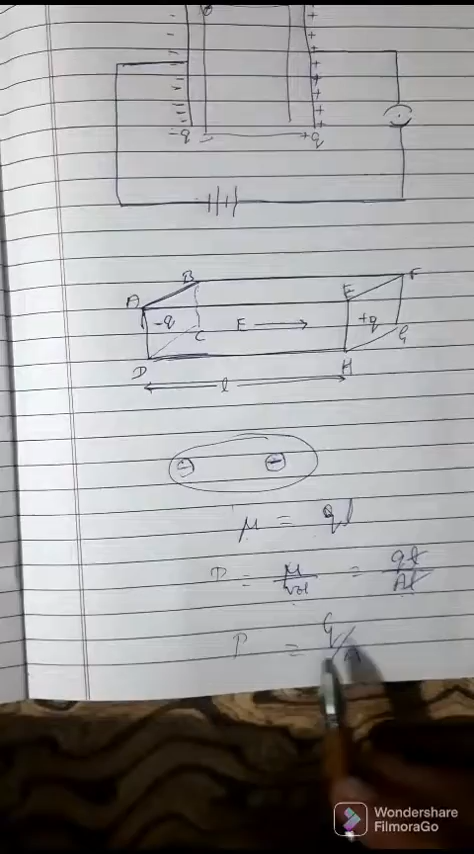 -q +q
B F
A E
-q E +q
C G
D H
l
μ = ql
P = μ/vol = ql/Al
P = q/A
Wondershare
FilmoraGo